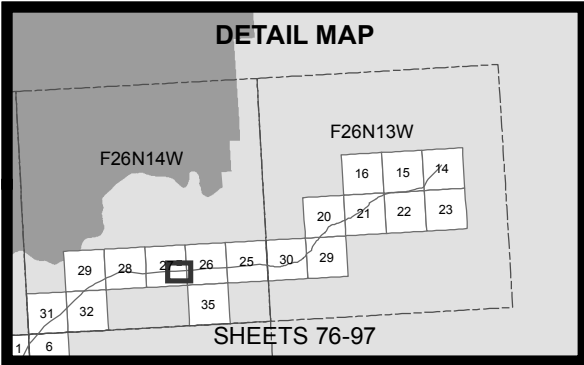 DETAIL MAP
F26N13W
F26N14W
16 15 14
20 21 22 23
29 28 26 25 30 29
31 32 35
SHEETS 76-97
1 6